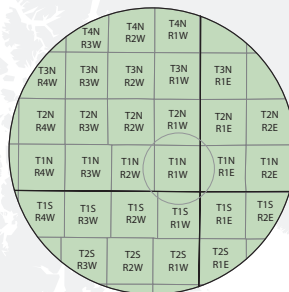 T4N T4N T4N
R3W R2W R1W
T3N T3N T3N T3N T3N
R4W R3W R2W R1W R1E
T2N T2N T2N T2N T2N T2N
R4W R3W R2W R1W R1E R2E
T1N T1N T1N T1N T1N T1N
R4W R3W R2W R1W R1E R2E
T1S T1S T1S T1S T1S T1S
R4W R3W R2W R1W R1E R2E
T2S T2S T2S T2S
R3W R2W R1W R1E